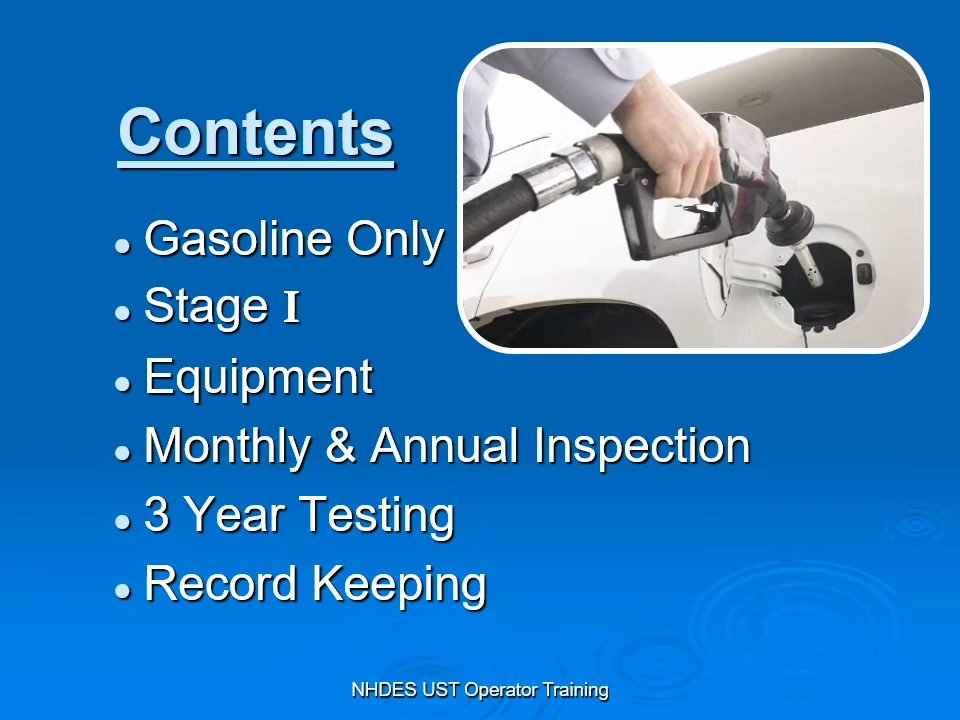 Contents
Gasoline Only
Stage I
Equipment
Monthly & Annual Inspection
3 Year Testing
Record Keeping
NHDES UST Operator Training